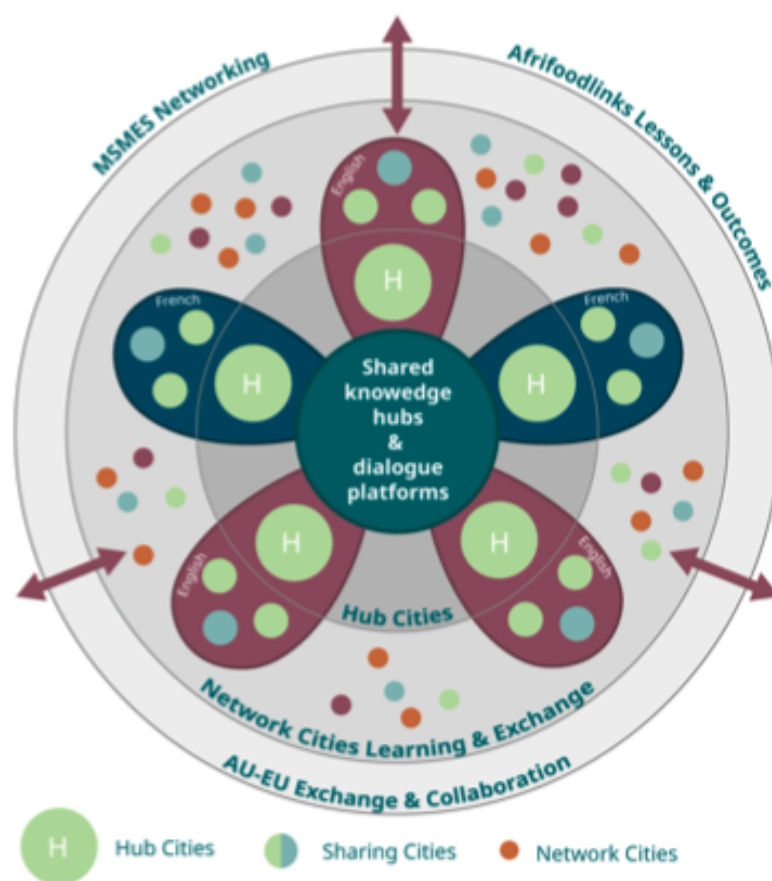 MSMES Networking
Afrifoodlinks Lessons & Outcomes
English
French
French
H
H
H
Shared
knowedge
hubs
&
dialogue
platforms
English
H
H
English
Hub Cities
Network Cities Learning & Exchange
AU-EU Exchange & Collaboration
H
Hub Cities
Sharing Cities
Network Cities